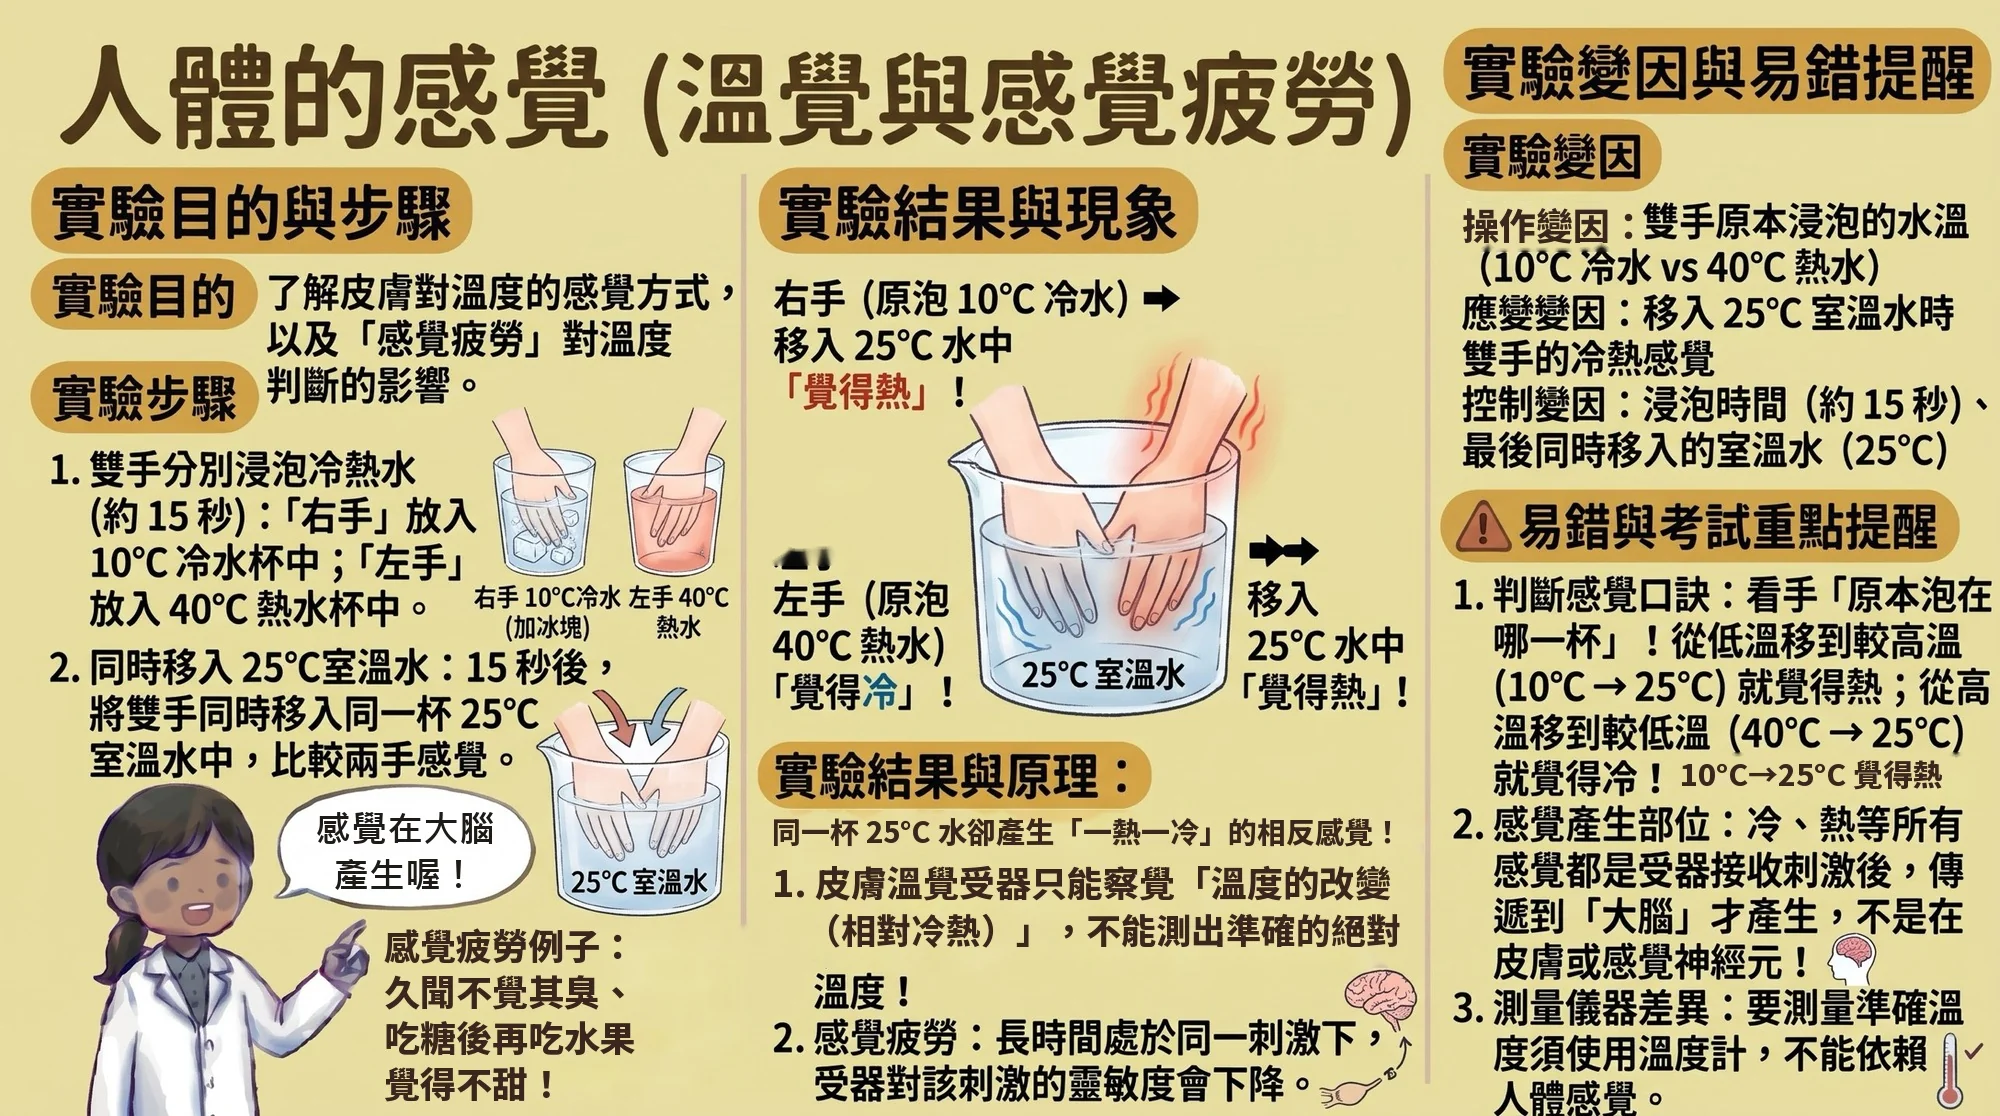 人體的感覺 (溫覺與感覺疲勞)
實驗目的與步驟
實驗目的
了解皮膚對溫度的感覺方式，
以及「感覺疲勞」對溫度
判斷的影響。
實驗步驟
1. 雙手分別浸泡冷熱水
(約 15 秒)：「右手」放入
10°C 冷水杯中；「左手」
放入 40°C 熱水杯中。
右手 10°C冷水
(加冰塊)
左手 40°C
熱水
2. 同時移入 25°C室溫水：15 秒後，
將雙手同時移入同一杯 25°C
室溫水中，比較兩手感覺。
25°C 室溫水
感覺在大腦
產生喔！
感覺疲勞例子：
久聞不覺其臭、
吃糖後再吃水果
覺得不甜！
實驗結果與現象
右手 (原泡 10°C 冷水) ➡
移入 25°C 水中
「覺得熱」！
左手 (原泡
40°C 熱水)
「覺得冷」！
25°C 室溫水
移入
25°C 水中
「覺得熱」！
實驗結果與原理：
同一杯 25°C 水卻產生「一熱一冷」的相反感覺！
1. 皮膚溫覺受器只能察覺「溫度的改變
（相對冷熱）」，不能測出準確的絕對
溫度！
2. 感覺疲勞：長時間處於同一刺激下，
受器對該刺激的靈敏度會下降。
實驗變因與易錯提醒
實驗變因
操作變因：雙手原本浸泡的水溫
(10°C 冷水 vs 40°C 熱水)
應變變因：移入 25°C 室溫水時
雙手的冷熱感覺
控制變因：浸泡時間 (約 15 秒)、
最後同時移入的室溫水 (25°C)
易錯與考試重點提醒
1. 判斷感覺口訣：看手「原本泡在
哪一杯」！從低溫移到較高溫
(10°C → 25°C) 就覺得熱；從高
溫移到較低溫 (40°C → 25°C)
就覺得冷！ 10°C→25°C 覺得熱
2. 感覺產生部位：冷、熱等所有
感覺都是受器接收刺激後，傳
遞到「大腦」才產生，不是在
皮膚或感覺神經元！
3. 測量儀器差異：要測量準確溫
度須使用溫度計，不能依賴
人體感覺。